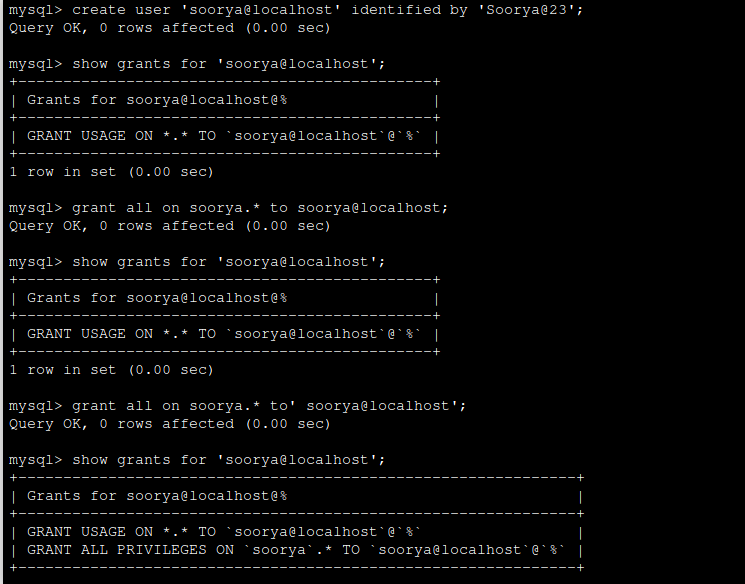 mysql> create user 'soorya@localhost' identified by 'Soorya@23';
Query OK, 0 rows affected (0.00 sec)
mysql> show grants for 'soorya@localhost';
+----------------------------------------------+
| Grants for soorya@localhost@%                |
+----------------------------------------------+
| GRANT USAGE ON *.* TO `soorya@localhost`@`%` |
+----------------------------------------------+
1 row in set (0.00 sec)
mysql> grant all on soorya.* to soorya@localhost;
Query OK, 0 rows affected (0.00 sec)
mysql> show grants for 'soorya@localhost';
+----------------------------------------------+
| Grants for soorya@localhost@%                |
+----------------------------------------------+
| GRANT USAGE ON *.* TO `soorya@localhost`@`%` |
+----------------------------------------------+
1 row in set (0.00 sec)
mysql> grant all on soorya.* to' soorya@localhost';
Query OK, 0 rows affected (0.00 sec)
mysql> show grants for 'soorya@localhost';
+--------------------------------------------------------------+
| Grants for soorya@localhost@%                                |
+--------------------------------------------------------------+
| GRANT USAGE ON *.* TO `soorya@localhost`@`%`                 |
| GRANT ALL PRIVILEGES ON `soorya`.* TO `soorya@localhost`@`%` |
+--------------------------------------------------------------+